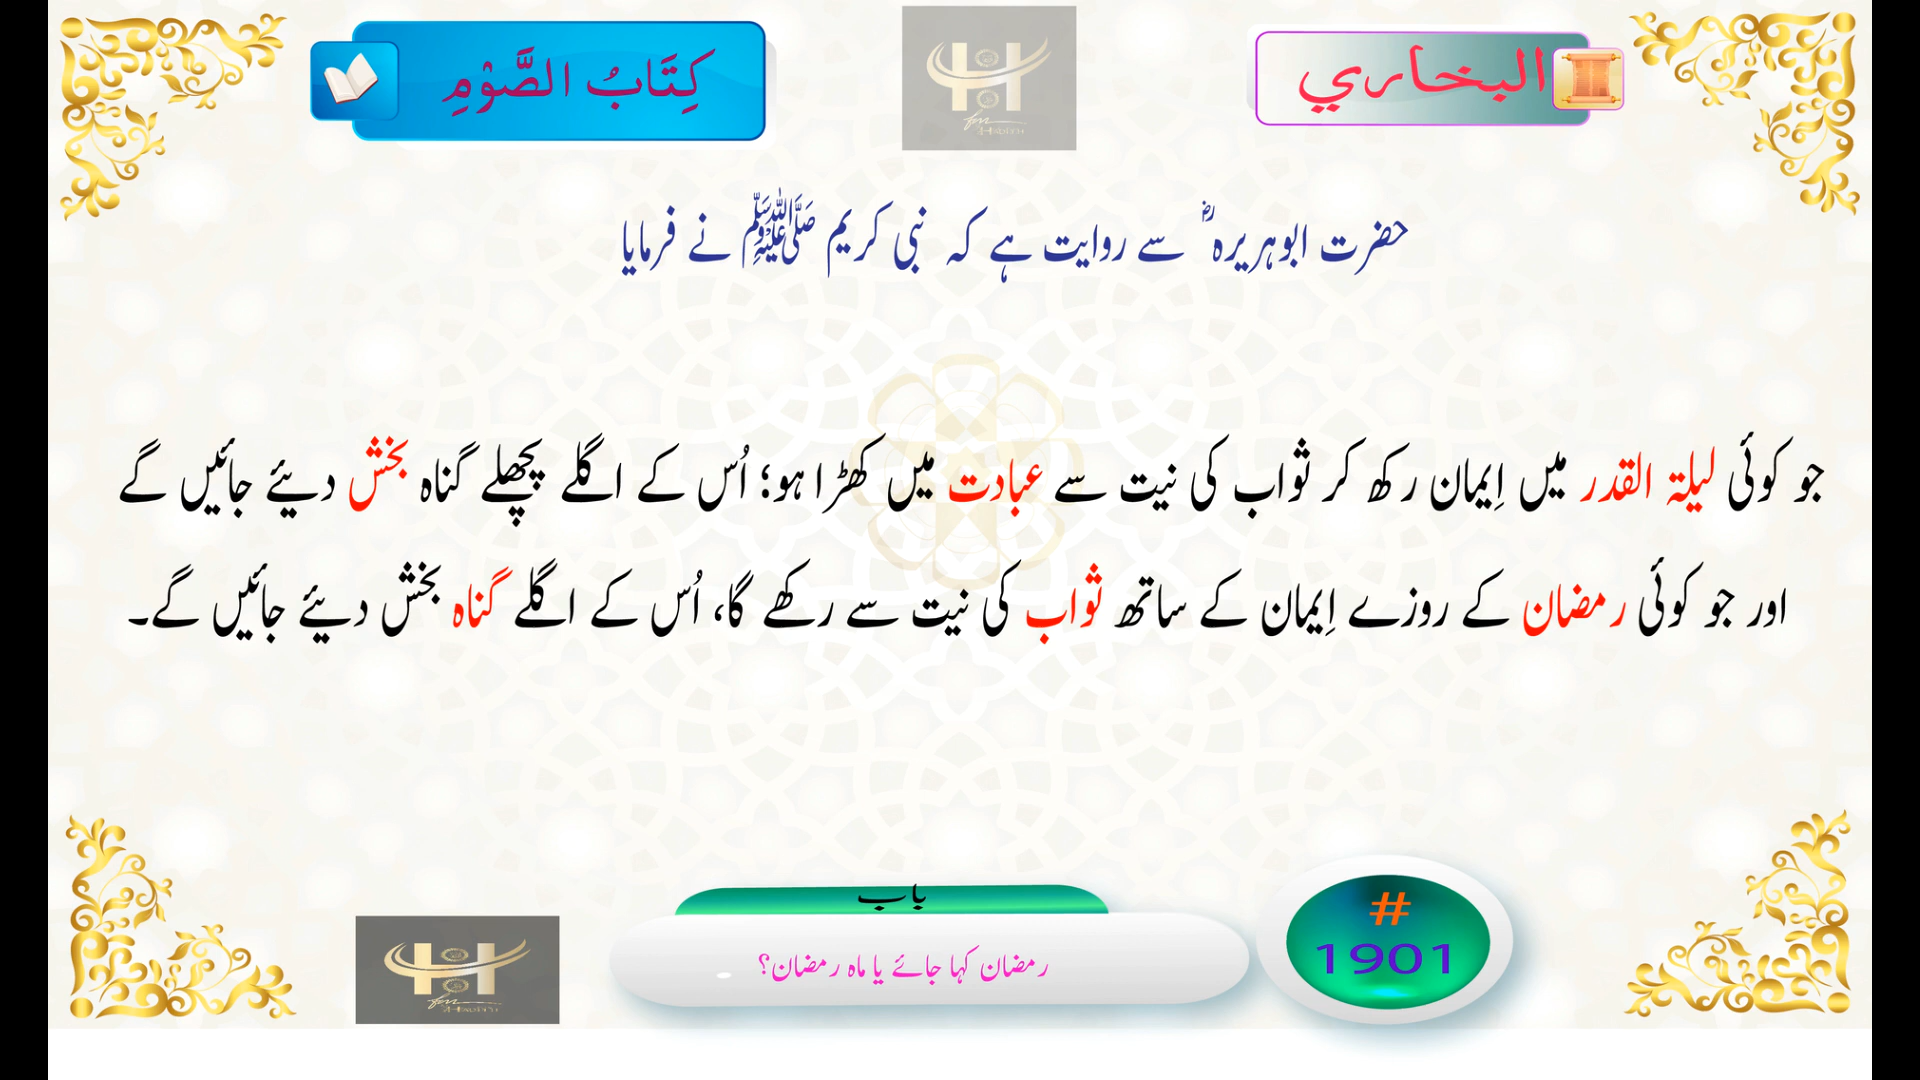 البخاري
كِتَابُ الصَّوْمِ
حضرت ابوہریرہ ؓ سے روایت ہے کہ نبی کریم ﷺ نے فرمایا
جو کوئی لیلۃ القدر میں اِیمان رکھ کر ثواب کی نیت سے عبادت میں کھڑا ہو؛ اُس کے اگلے پچھلے گناہ بخش دیئے جائیں گے
اور جو کوئی رمضان کے روزے اِیمان کے ساتھ ثواب کی نیت سے رکھے گا، اُس کے اگلے گناہ بخش دیئے جائیں گے۔
باب
رمضان کہا جائے یا ماہ رمضان؟
#
1901